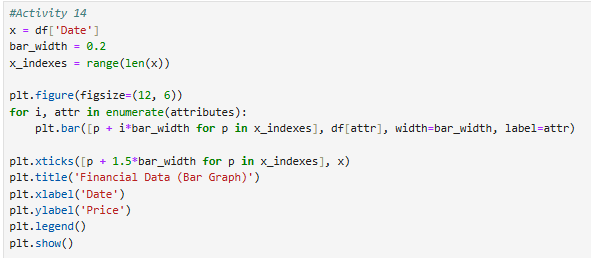 #Activity 14
x = df['Date']
bar_width = 0.2
x_indexes = range(len(x))
plt.figure(figsize=(12, 6))
for i, attr in enumerate(attributes):
    plt.bar([p + i*bar_width for p in x_indexes], df[attr], width=bar_width, label=attr)
plt.xticks([p + 1.5*bar_width for p in x_indexes], x)
plt.title('Financial Data (Bar Graph)')
plt.xlabel('Date')
plt.ylabel('Price')
plt.legend()
plt.show()